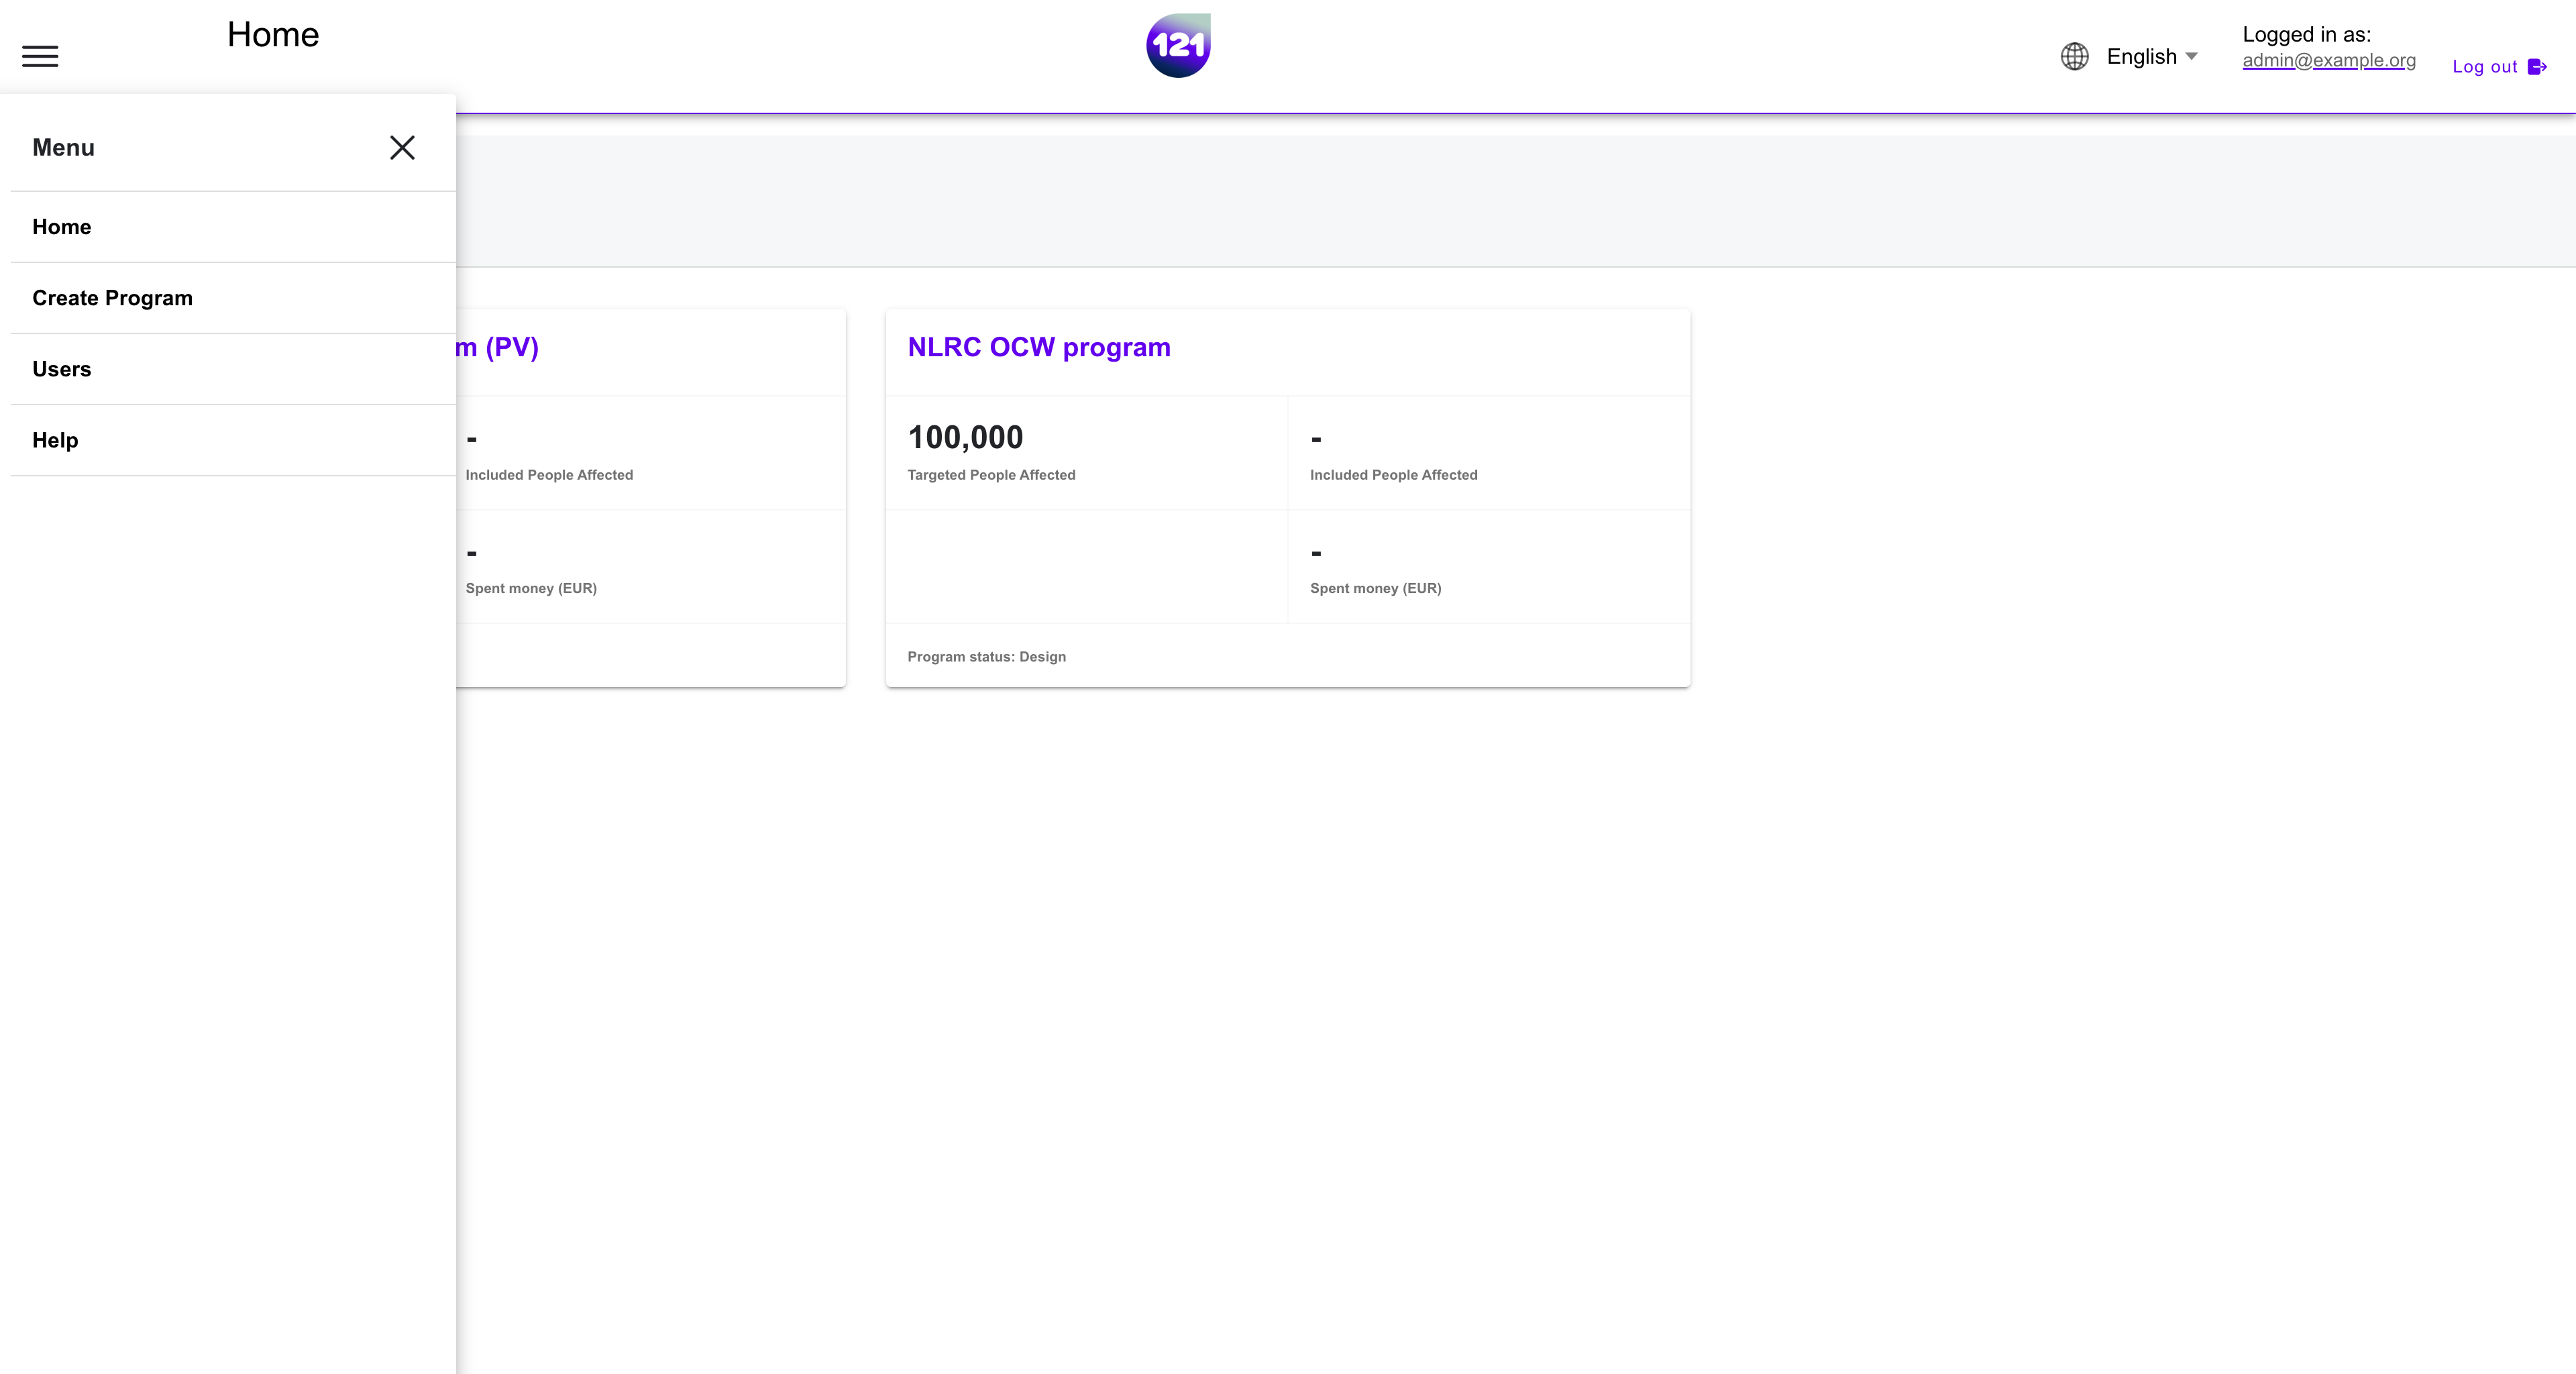 Home
121
English
Logged in as:
admin@example.org
Log out
Menu
Home
Create Program
Users
Help
m (PV)
-
Included People Affected
-
Spent money (EUR)
NLRC OCW program
100,000
Targeted People Affected
-
Included People Affected
-
Spent money (EUR)
Program status: Design